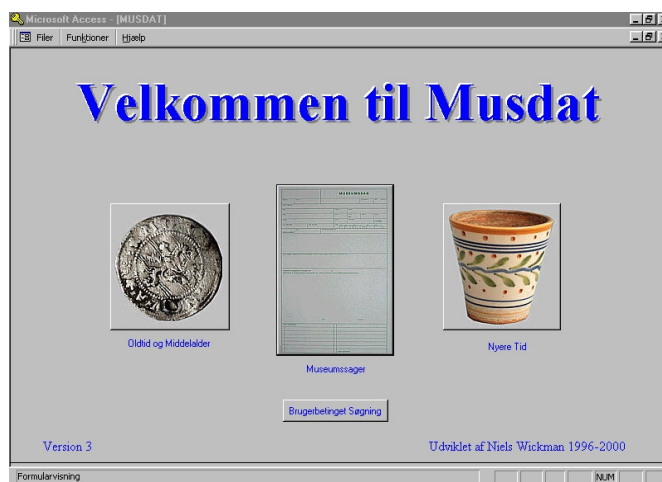 Microsoft Access - [MUSDAT]
Filer Funktioner Hjælp
Velkommen til Musdat
MUSEUMSSAG
Oldtid og Middelalder
Museumssager
Nyere Tid
Brugerbetinget Søgning
Version 3
Udviklet af Niels Wickman 1996-2000
Formularvisning
NUM